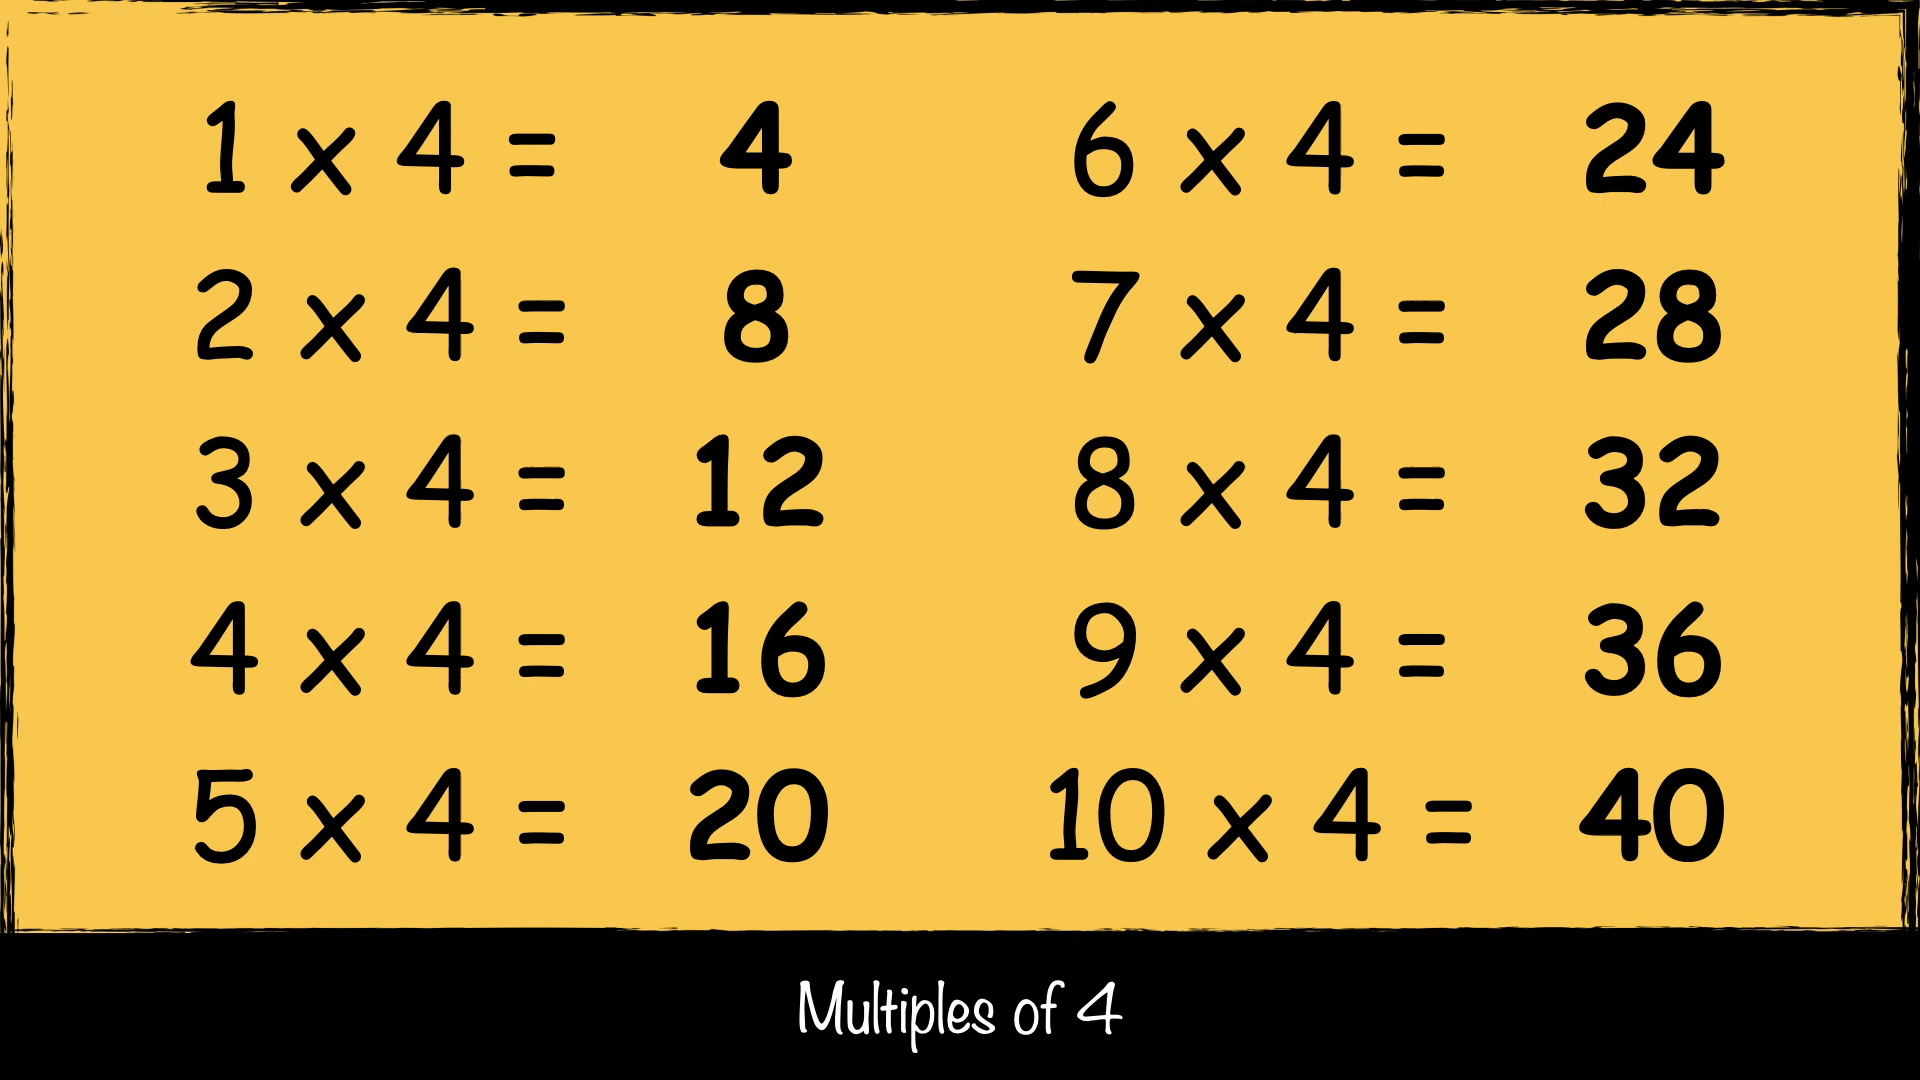 1 x 4 = 4
2 x 4 = 8
3 x 4 = 12
4 x 4 = 16
5 x 4 = 20
6 x 4 = 24
7 x 4 = 28
8 x 4 = 32
9 x 4 = 36
10 x 4 = 40
Multiples of 4